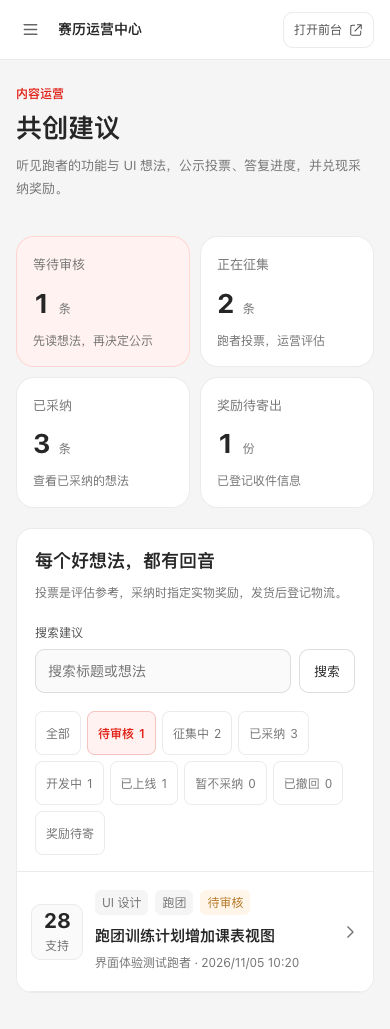 赛历运营中心
打开前台
内容运营
共创建议
听见跑者的功能与 UI 想法，公示投票、答复进度，并兑现采
纳奖励。
等待审核
1 条
先读想法，再决定公示
正在征集
2 条
跑者投票，运营评估
已采纳
3 条
查看已采纳的想法
奖励待寄出
1 份
已登记收件信息
每个好想法，都有回音
投票是评估参考，采纳时指定实物奖励，发货后登记物流。
搜索建议
搜索标题或想法
搜索
全部
待审核 1
征集中 2
已采纳 3
开发中 1
已上线 1
暂不采纳 0
已撤回 0
奖励待寄
28
支持
UI 设计
跑团
待审核
跑团训练计划增加课表视图
界面体验测试跑者 · 2026/11/05 10:20